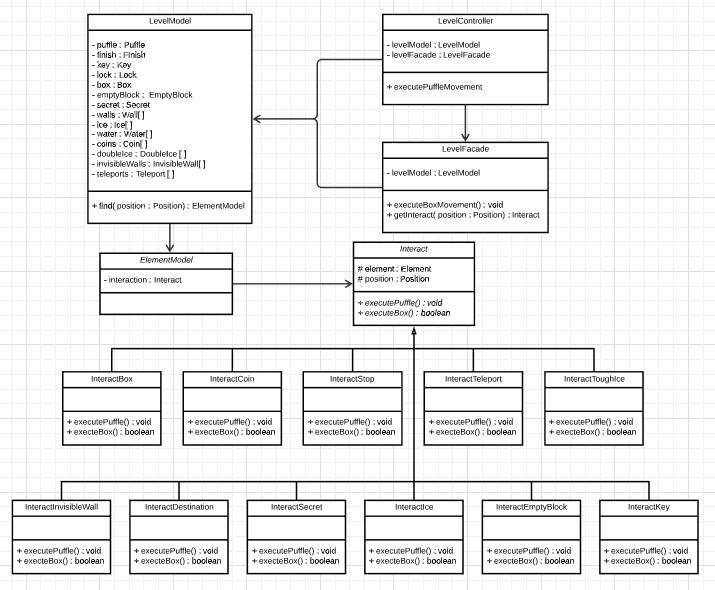 LevelModel
- puffle : Puffle
- finish : FInish
- key : Key
- lock : Lock
- box : Box
- emptyBlock : EmptyBlock
- secret : Secret
- walls : Wall[ ]
- ice : Ice[ ]
- water : Water[ ]
- coins : Coin[ ]
- doubleIce : DoubleIce [ ]
- invisibleWalls : InvisibleWall[ ]
- teleports : Teleport [ ]
+ find( position : Position) : ElementModel
LevelController
- levelModel : LevelModel
- levelFacade : LevelFacade
+ executePuffleMovement
LevelFacade
- levelModel : LevelModel
+ executeBoxMovement() : void
+ getInteract( position : Position) : Interact
ElementModel
- interaction : Interact
Interact
# element : Element
# position : Position
+ executePuffle() : void
+ executeBox() : boolean
InteractBox
+ executePuffle() : void
+ execteBox() : boolean
InteractCoin
+ executePuffle() : void
+ execteBox() : boolean
InteractStop
+ executePuffle() : void
+ execteBox() : boolean
InteractTeleport
+ executePuffle() : void
+ execteBox() : boolean
InteractToughIce
+ executePuffle() : void
+ execteBox() : boolean
InteractInvisibleWall
+ executePuffle() : void
+ execteBox() : boolean
InteractDestination
+ executePuffle() : void
+ execteBox() : boolean
InteractSecret
+ executePuffle() : void
+ execteBox() : boolean
InteractIce
+ executePuffle() : void
+ execteBox() : boolean
InteractEmptyBlock
+ executePuffle() : void
+ execteBox() : boolean
InteractKey
+ executePuffle() : void
+ execteBox() : boolean